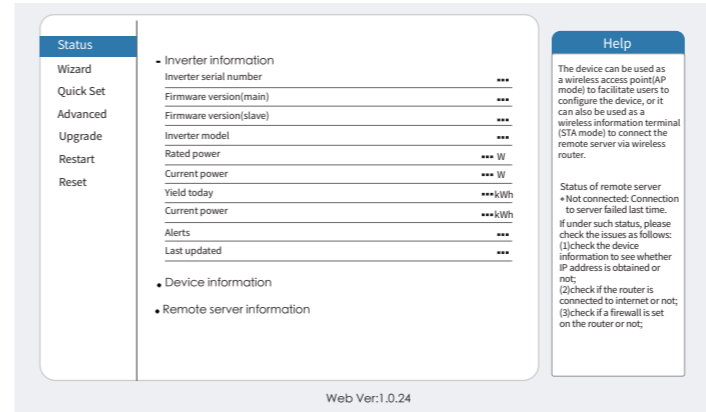 Status
Wizard
Quick Set
Advanced
Upgrade
Restart
Reset
- Inverter information
Inverter serial number ---
Firmware version(main) ---
Firmware version(slave) ---
Inverter model ---
Rated power --- W
Current power --- W
Yield today ---kWh
Current power ---kWh
Alerts ---
Last updated ---
• Device information
• Remote server information
Help
The device can be used as
a wireless access point(AP
mode) to facilitate users to
configure the device, or it
can also be used as a
wireless information terminal
(STA mode) to connect the
remote server via wireless
router.
Status of remote server
◆Not connected: Connection
to server failed last time.
If under such status, please
check the issues as follows:
(1)check the device
information to see whether
IP address is obtained or
not;
(2)check if the router is
connected to internet or not;
(3)check if a firewall is set
on the router or not;
Web Ver:1.0.24